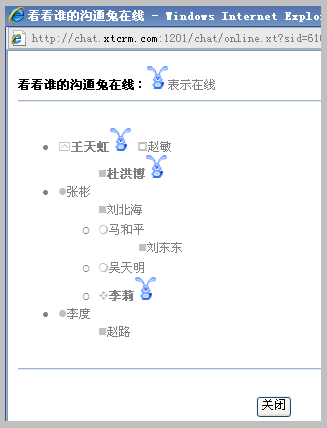 看看谁的沟通兔在线 - Windows Internet Explo
http://chat.xtcrm.com:1201/chat/online.xt?sid=610
看看谁的沟通兔在线： 表示在线
王天虹 赵敏
杜洪博
张彬
刘北海
马和平
刘东东
吴天明
李莉
李度
赵路
关闭